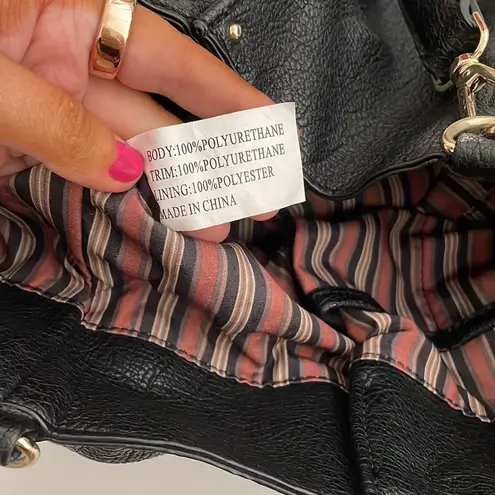 BODY:100%POLYURETHANE
TRIM:100%POLYURETHANE
LINING:100%POLYESTER
MADE IN CHINA